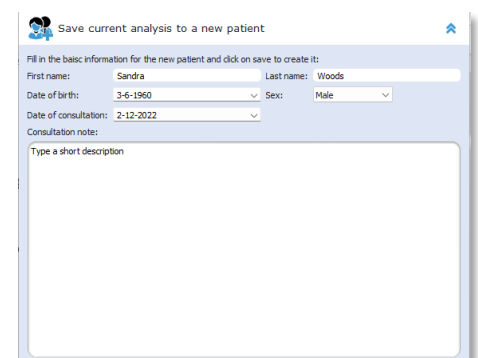 Save current analysis to a new patient
Fill in the baisc information for the new patient and click on save to create it:
First name: Sandra Last name: Woods
Date of birth: 3-6-1960 Sex: Male
Date of consultation: 2-12-2022
Consultation note:
Type a short description